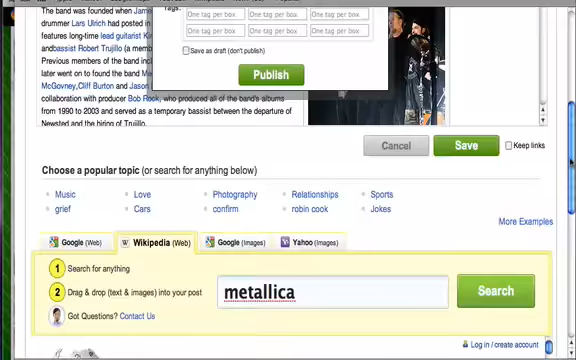 The band was founded when Jam
drummer Lars Ulrich had posted in
features long-time lead guitarist Kir
andbassist Robert Trujillo (a membe
Previous members of the band incl
later went on to found the band Me
McGovney,Cliff Burton and Jason
collaboration with producer Bob Rock, who produced all of the band's albums
from 1990 to 2003 and served as a temporary bassist between the departure of
Newsted and the hiring of Trujillo.
Tags:
One tag per box One tag per box One tag per box
One tag per box One tag per box One tag per box
Save as draft (don't publish)
Publish
Cancel Save Keep links
Choose a popular topic (or search for anything below)
Music Love Photography Relationships Sports
grief Cars confirm robin cook Jokes
More Examples
Google (Web) Wikipedia (Web) Google (Images) Yahoo (Images)
1 Search for anything
2 Drag & drop (text & images) into your post
Got Questions? Contact Us
metallica
Search
Log in / create account